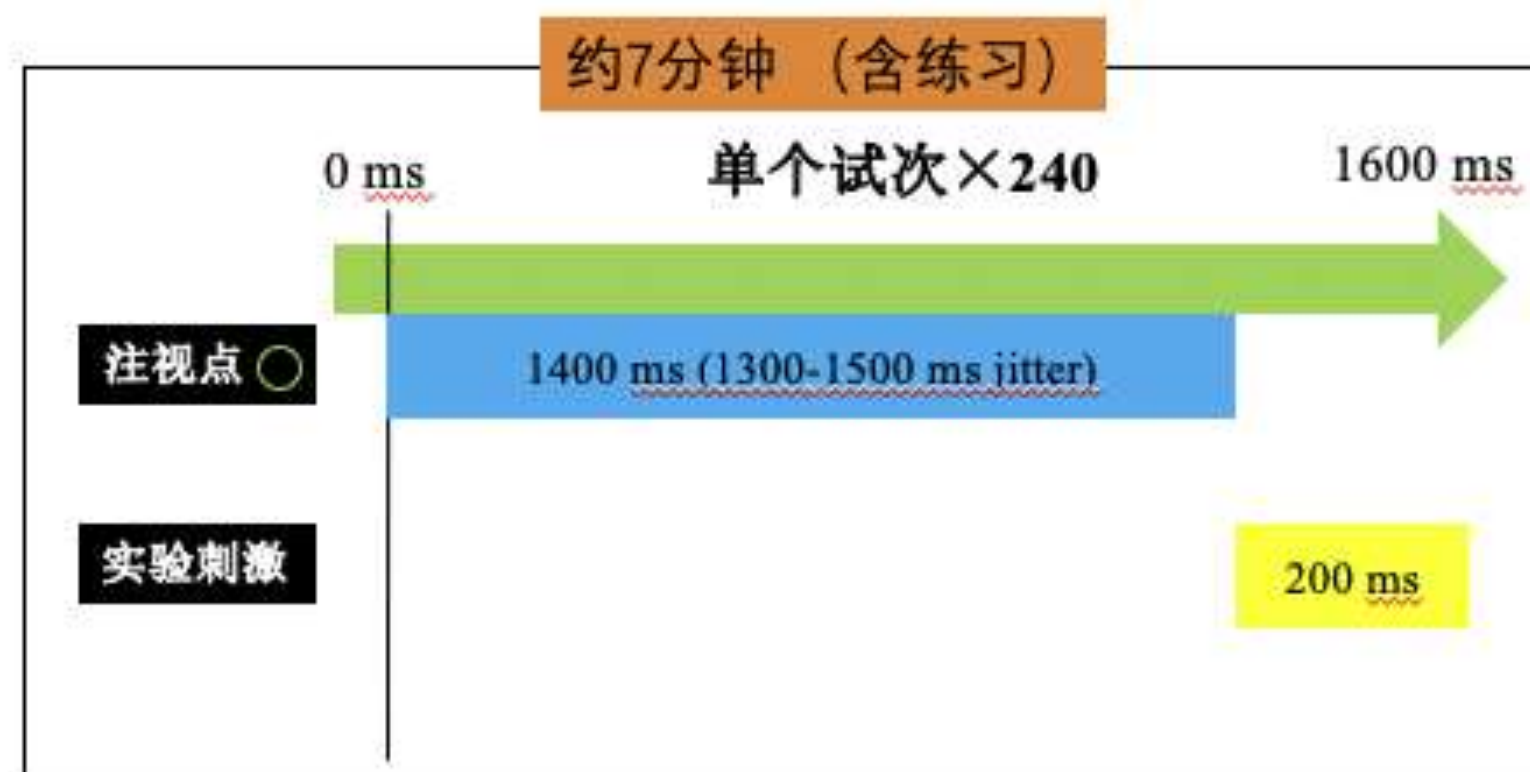 约7分钟 （含练习）
0 ms 单个试次×240 1600 ms
注视点 1400 ms (1300-1500 ms jitter)
实验刺激 200 ms